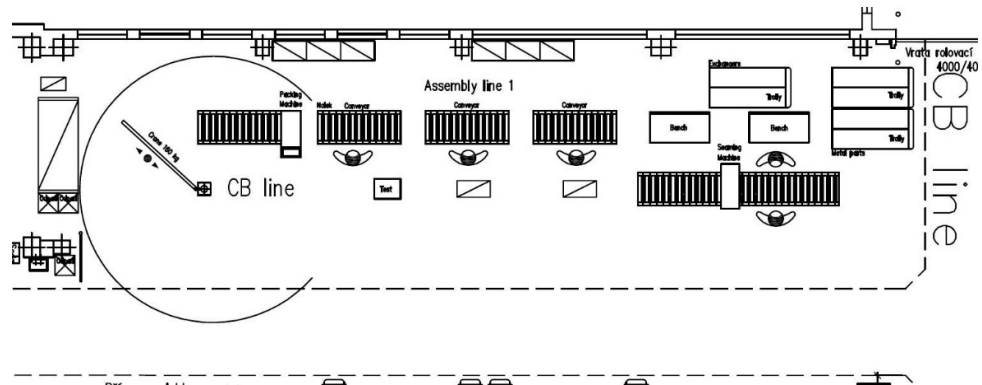 Vrata rolovací
4000/40
Exchangers
Trolly
Trolly
Trolly
Metal parts
Assembly line 1
Packing
Machine
Conveyor
Conveyor
Conveyor
Bench
Bench
Seaming
Machine
Crane 160 kg
CB line
Test
CB line